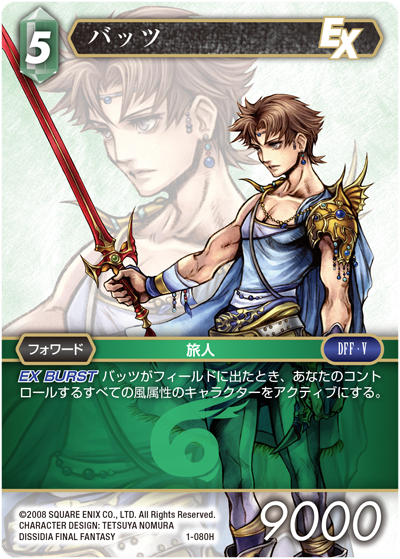 5
バッツ
EX
フォワード
旅人
DFF・V
EX BURST バッツがフィールドに出たとき、あなたのコント
ロールするすべての風属性のキャラクターをアクティブにする。
©2008 SQUARE ENIX CO., LTD. All Rights Reserved.
CHARACTER DESIGN: TETSUYA NOMURA
DISSIDIA FINAL FANTASY
1-080H
9000